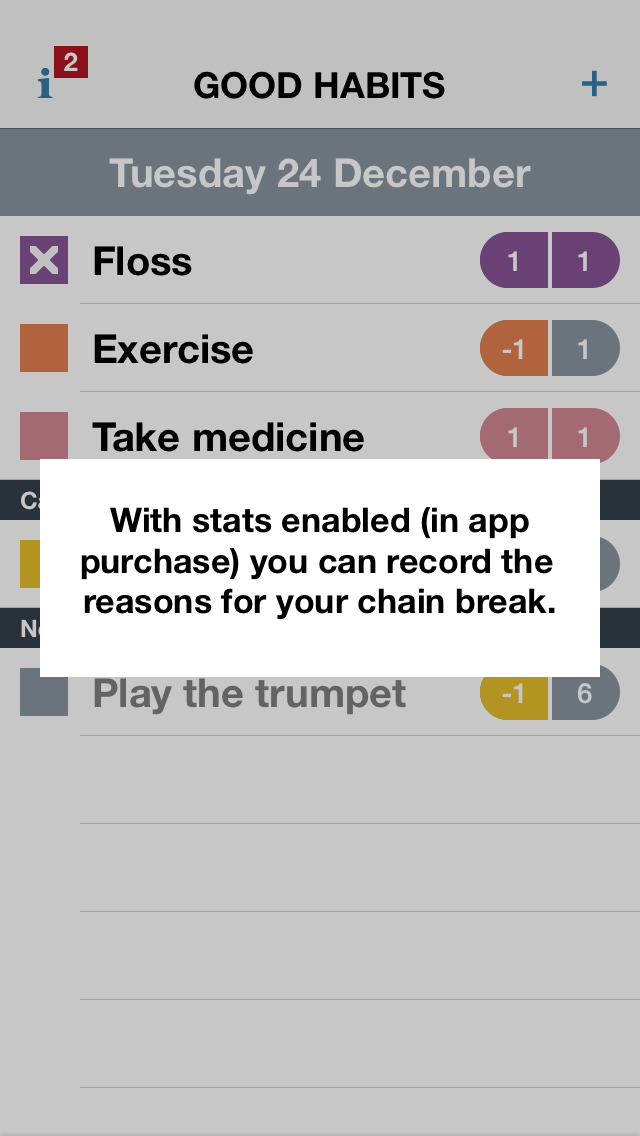 2
i
GOOD HABITS
+
Tuesday 24 December
Floss 1 1
Exercise -1 1
Take medicine 1 1
With stats enabled (in app
purchase) you can record the
reasons for your chain break.
Play the trumpet -1 6